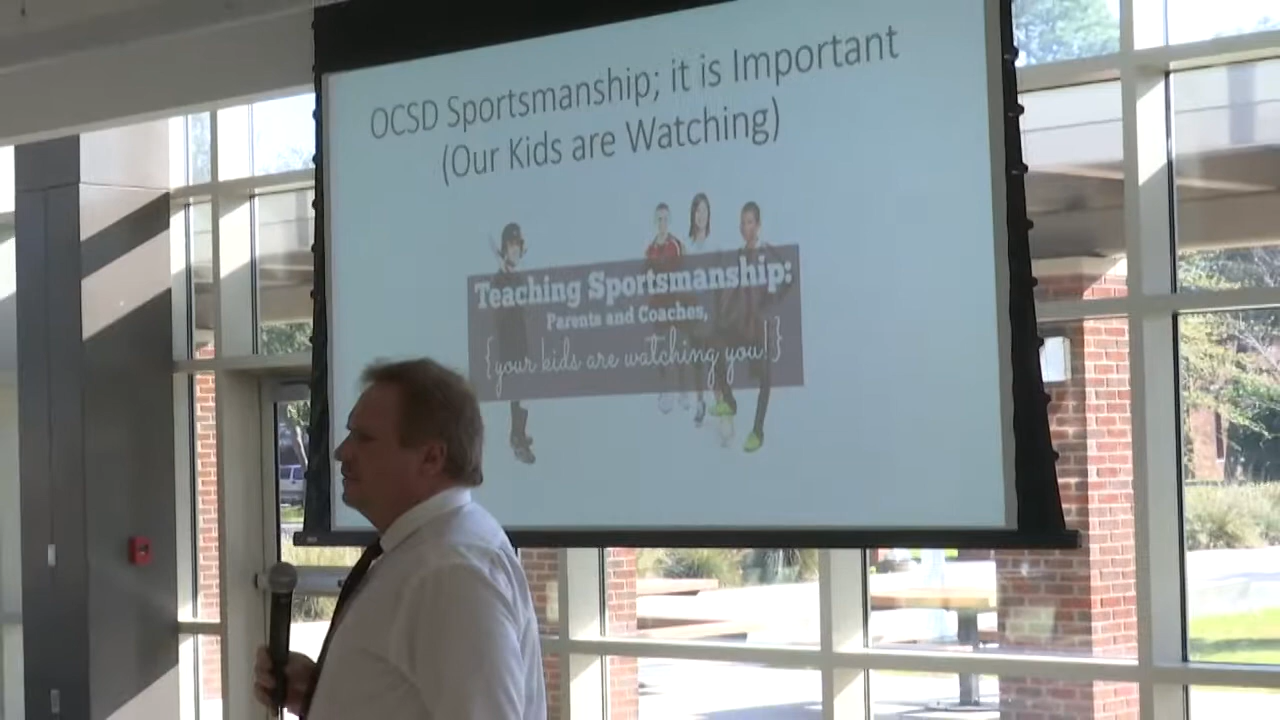 OCSD Sportsmanship; it is Important
(Our Kids are Watching)
Teaching Sportsmanship:
Parents and Coaches,
{your kids are watching you!}